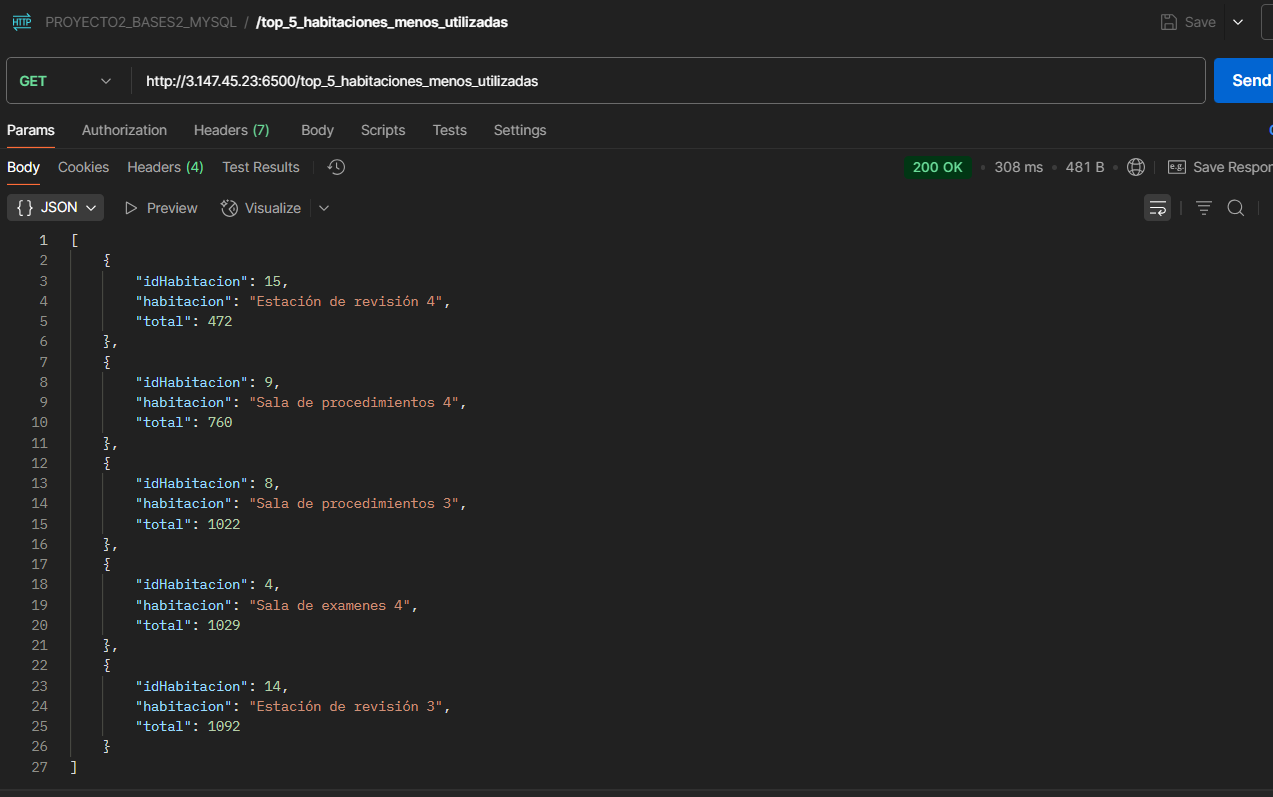 HTTP PROYECTO2_BASES2_MYSQL / /top_5_habitaciones_menos_utilizadas Save
GET http://3.147.45.23:6500/top_5_habitaciones_menos_utilizadas Send
Params Authorization Headers (7) Body Scripts Tests Settings
Body Cookies Headers (4) Test Results 200 OK • 308 ms • 481 B • e.g. Save Respor
{} JSON Preview Visualize
1 [
2 {
3 "idHabitacion": 15,
4 "habitacion": "Estación de revisión 4",
5 "total": 472
6 },
7 {
8 "idHabitacion": 9,
9 "habitacion": "Sala de procedimientos 4",
10 "total": 760
11 },
12 {
13 "idHabitacion": 8,
14 "habitacion": "Sala de procedimientos 3",
15 "total": 1022
16 },
17 {
18 "idHabitacion": 4,
19 "habitacion": "Sala de examenes 4",
20 "total": 1029
21 },
22 {
23 "idHabitacion": 14,
24 "habitacion": "Estación de revisión 3",
25 "total": 1092
26 }
27 ]